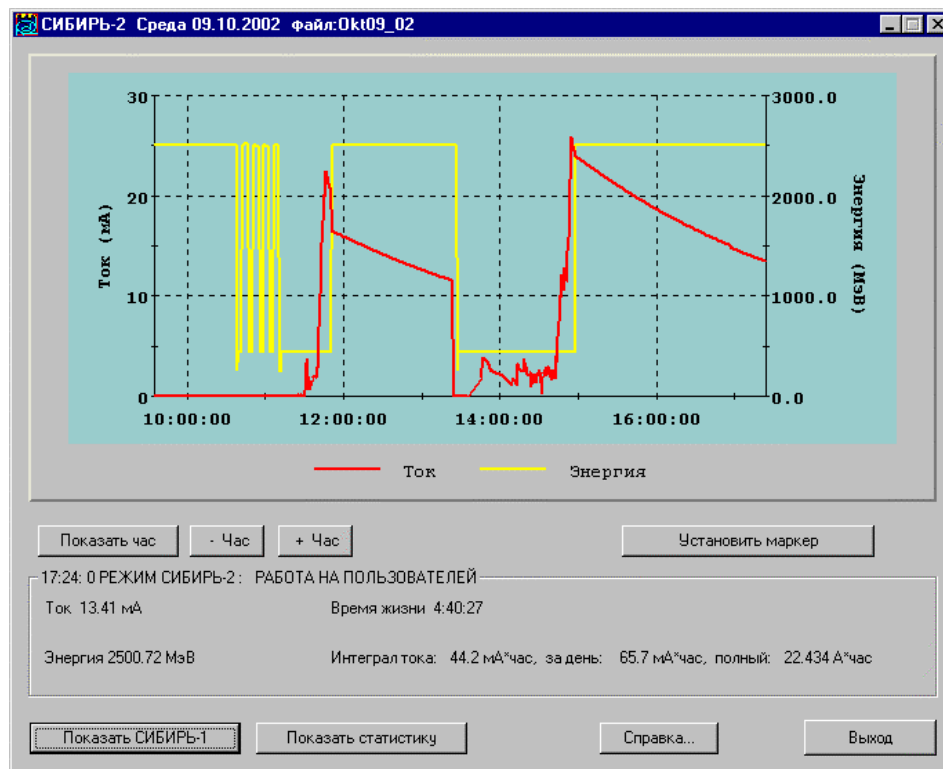 СИБИРЬ-2 Среда 09.10.2002 файл:Okt09_02
30 3000.0
20 2000.0
10 1000.0
0 0.0
Ток (мА)
Энергия (МэВ)
10:00:00 12:00:00 14:00:00 16:00:00
Ток Энергия
Показать час - Час + Час Установить маркер
17:24: 0 РЕЖИМ СИБИРЬ-2 : РАБОТА НА ПОЛЬЗОВАТЕЛЕЙ
Ток 13.41 мА Время жизни 4:40:27
Энергия 2500.72 МэВ Интеграл тока: 44.2 мА*час, за день: 65.7 мА*час, полный: 22.434 А*час
Показать СИБИРЬ-1 Показать статистику Справка... Выход